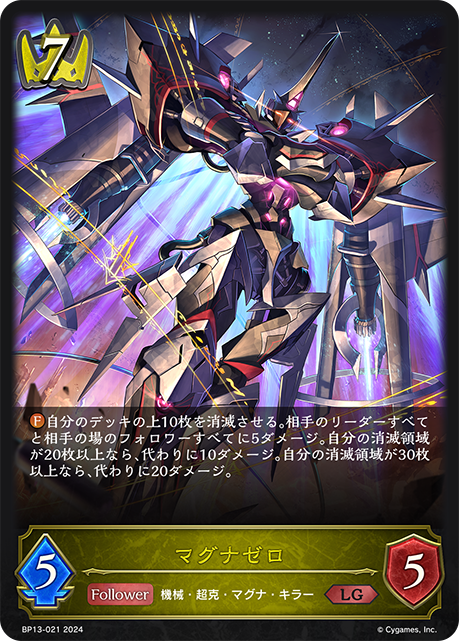 7
F自分のデッキの上10枚を消滅させる。相手のリーダーすべて
と相手の場のフォロワーすべてに5ダメージ。自分の消滅領域
が20枚以上なら、代わりに10ダメージ。自分の消滅領域が30枚
以上なら、代わりに20ダメージ。
マグナゼロ
5
Follower 機械・超克・マグナ・キラー LG
5
BP13-021 2024 © Cygames, Inc.